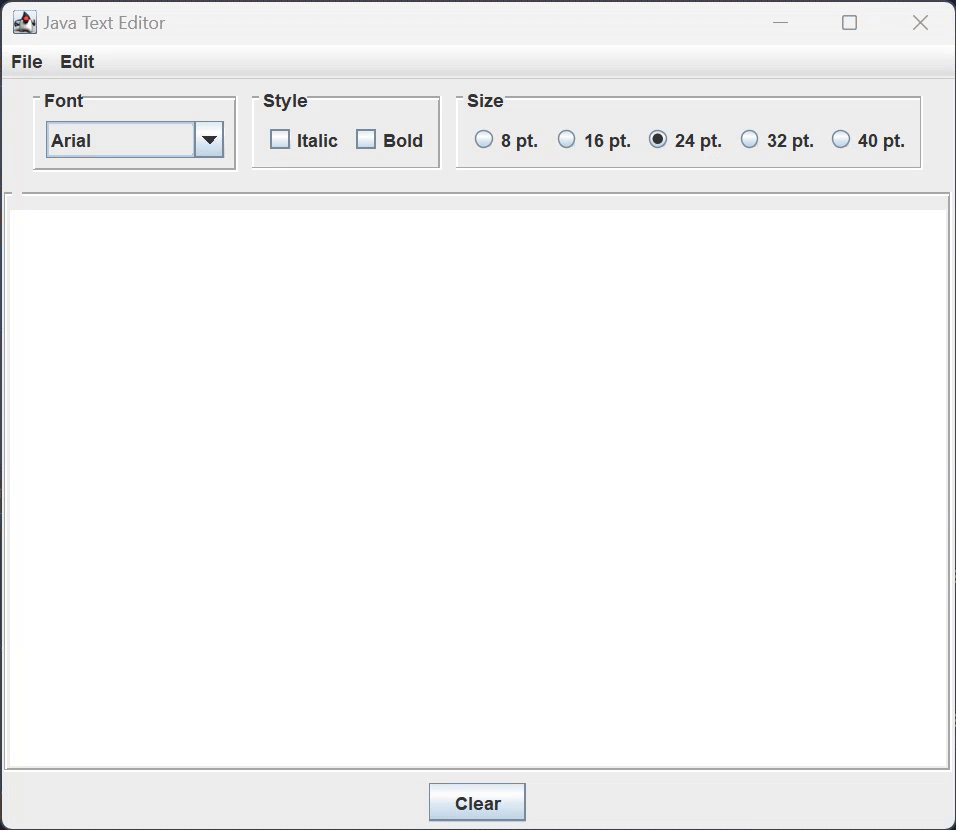 Java Text Editor
File Edit
Font Style Size
Arial Italic Bold 8 pt. 16 pt. 24 pt. 32 pt. 40 pt.
Clear